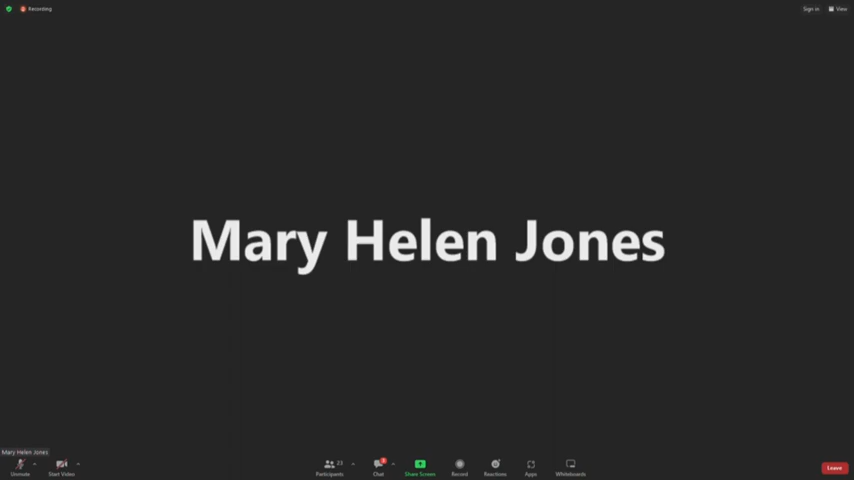 Recording
Sign in
View
Mary Helen Jones
Mary Helen Jones
Unmute
Start Video
23
Participants
Chat
Share Screen
Record
Reactions
Apps
Whiteboards
Leave